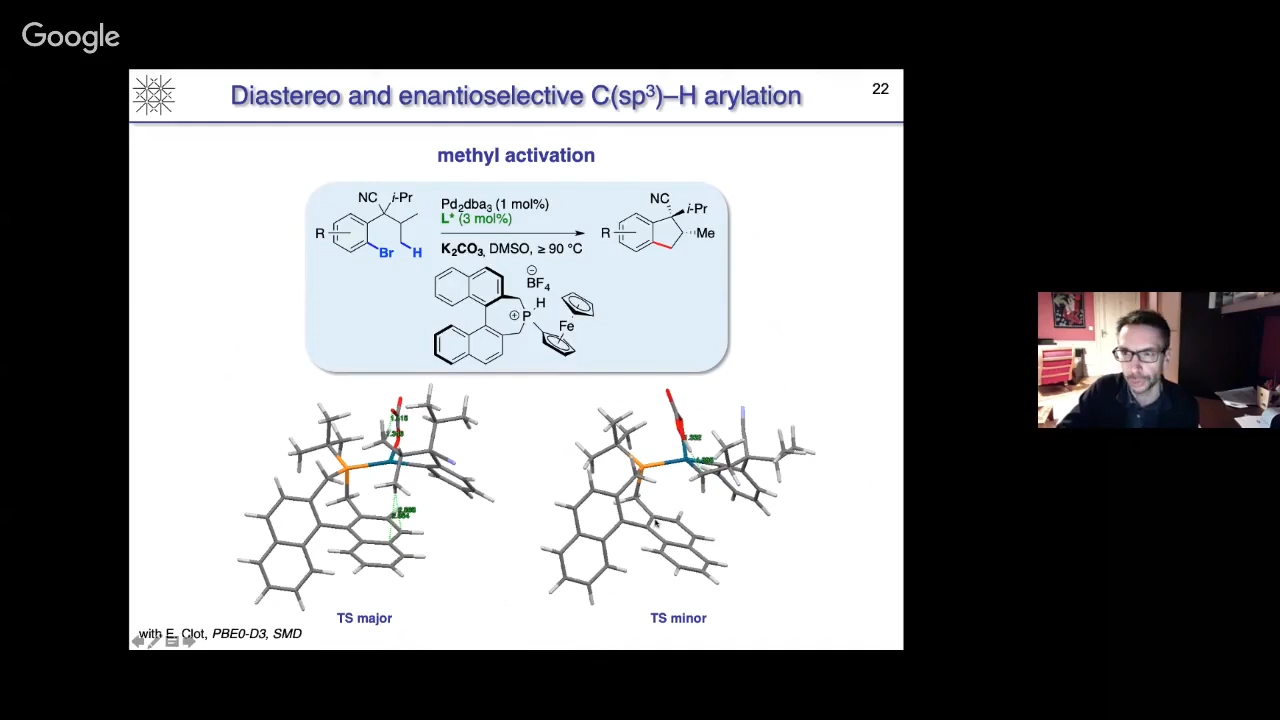 Google
Diastereo and enantioselective C(sp³)–H arylation
22
methyl activation
NC i-Pr
R
Br H
Pd₂dba₃ (1 mol%)
L* (3 mol%)
K₂CO₃, DMSO, ≥ 90 °C
NC
i-Pr
R
Me
⊖
BF₄
H
⊕ P
Fe
TS major
TS minor
with E. Clot, PBE0-D3, SMD